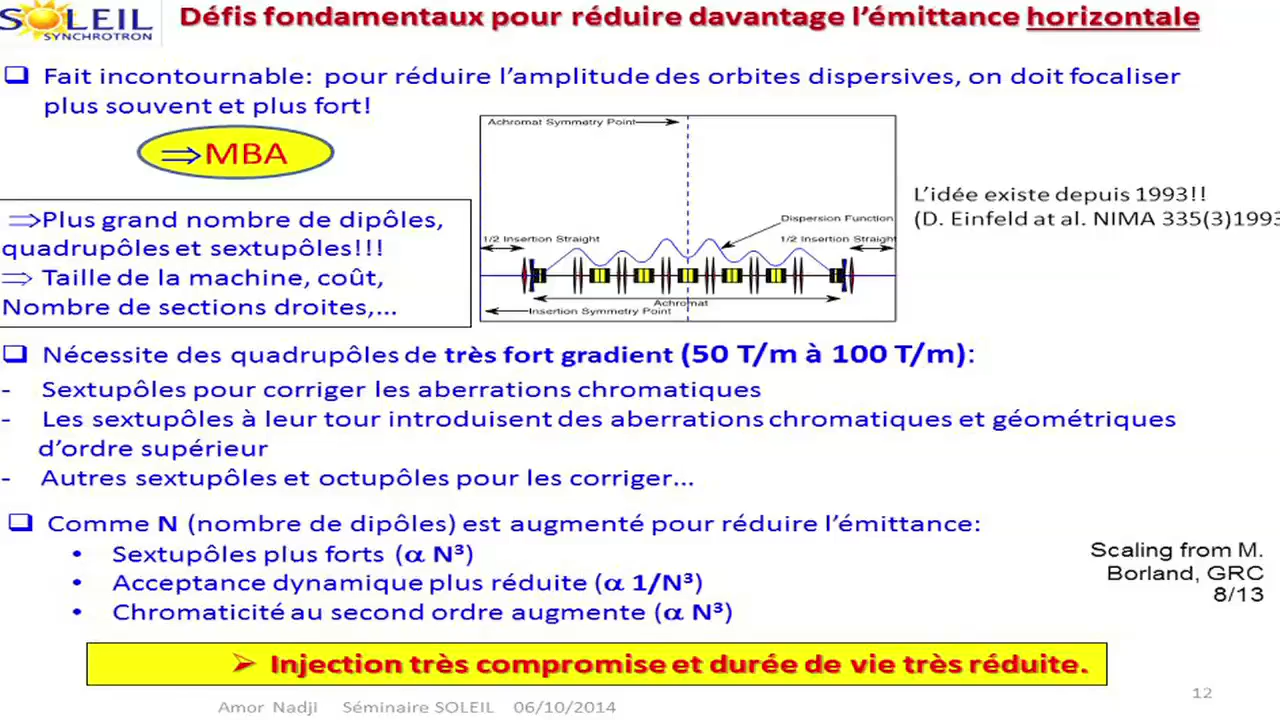 SOLEIL
SYNCHROTRON
Défis fondamentaux pour réduire davantage l'émittance horizontale
❑ Fait incontournable: pour réduire l'amplitude des orbites dispersives, on doit focaliser
plus souvent et plus fort!
⇒MBA
⇒Plus grand nombre de dipôles,
quadrupôles et sextupôles!!!
⇒ Taille de la machine, coût,
Nombre de sections droites,...
Achromat Symmetry Point
Dispersion Function
1/2 Insertion Straight
1/2 Insertion Straight
Achromat
Insertion Symmetry Point
L'idée existe depuis 1993!!
(D. Einfeld at al. NIMA 335(3)1993
❑ Nécessite des quadrupôles de très fort gradient (50 T/m à 100 T/m):
- Sextupôles pour corriger les aberrations chromatiques
- Les sextupôles à leur tour introduisent des aberrations chromatiques et géométriques
d'ordre supérieur
- Autres sextupôles et octupôles pour les corriger...
❑ Comme N (nombre de dipôles) est augmenté pour réduire l'émittance:
• Sextupôles plus forts (α N³)
• Acceptance dynamique plus réduite (α 1/N³)
• Chromaticité au second ordre augmente (α N³)
Scaling from M.
Borland, GRC
8/13
➢ Injection très compromise et durée de vie très réduite.
Amor Nadji Séminaire SOLEIL 06/10/2014
12